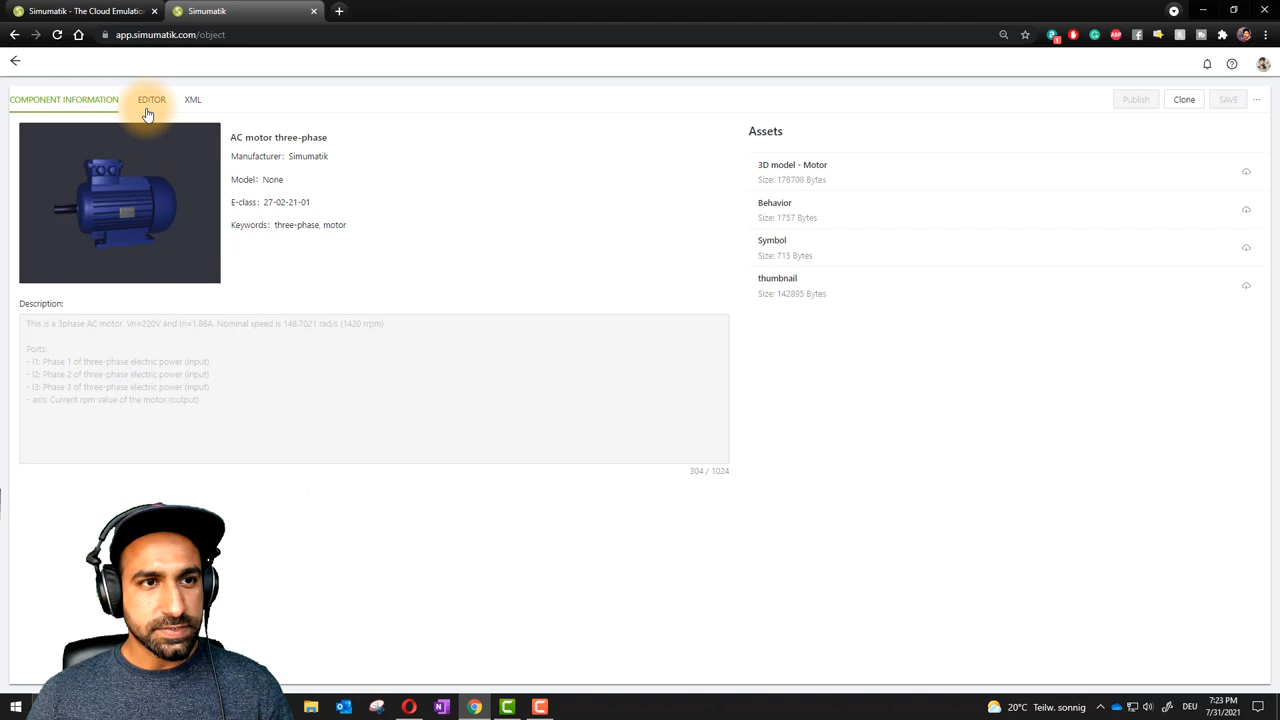 Simumatik - The Cloud Emulation
Simumatik
app.simumatik.com/object
COMPONENT INFORMATION
EDITOR
XML
Publish
Clone
SAVE
AC motor three-phase
Manufacturer: Simumatik
Model: None
E-class: 27-02-21-01
Keywords: three-phase, motor
Description:
This is a 3phase AC motor. Vn=220V and In=1.86A. Nominal speed is 148.7021 rad/s (1420 rrpm)
Ports:
- l1: Phase 1 of three-phase electric power (input)
- l2: Phase 2 of three-phase electric power (input)
- l3: Phase 3 of three-phase electric power (input)
- axis: Current rpm value of the motor (output)
304 / 1024
Assets
3D model - Motor
Size: 178708 Bytes
Behavior
Size: 1757 Bytes
Symbol
Size: 715 Bytes
thumbnail
Size: 142895 Bytes
20°C Teilw. sonnig
DEU
7:23 PM
7/31/2021